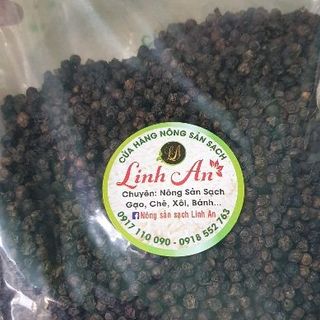 CỬA HÀNG NÔNG SẢN SẠCH
LA
Linh An
Chuyên: Nông Sản Sạch
Gạo, Chè, Xôi, Bánh...
Nông sản sạch Linh An
0917 110 090 - 0918 552 763